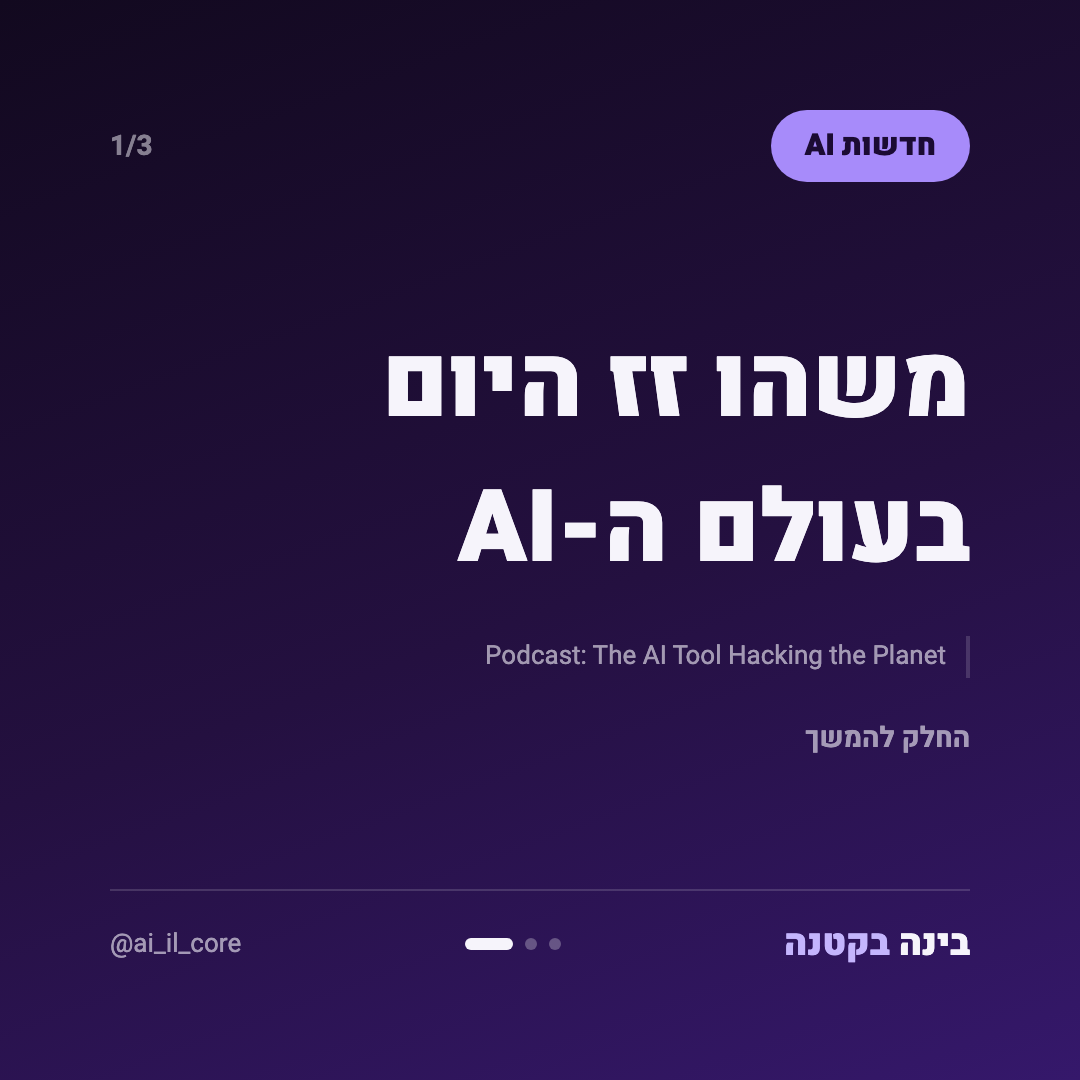 חדשות AI
1/3
משהו זז היום
בעולם ה-AI
Podcast: The AI Tool Hacking the Planet
החלק להמשך
בינה בקטנה
@ai_il_core